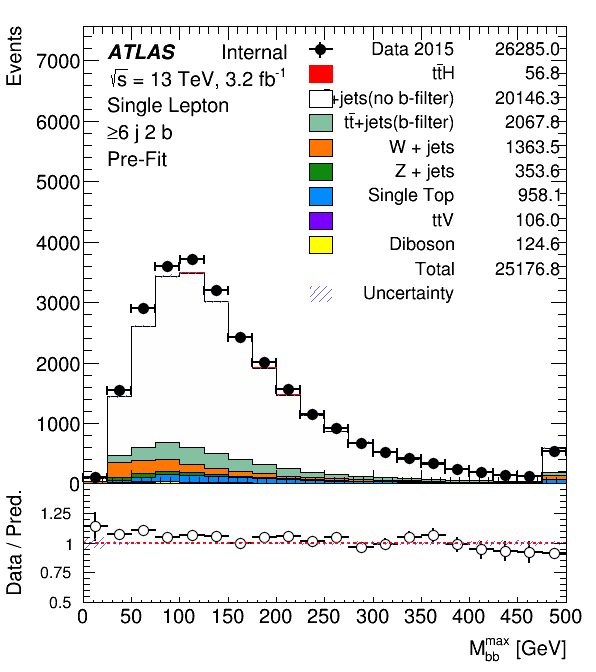 Events
ATLAS Internal
√s = 13 TeV, 3.2 fb⁻¹
Single Lepton
≥6 j 2 b
Pre-Fit
Data 2015 26285.0
tt̄H 56.8
+jets(no b-filter) 20146.3
tt̄+jets(b-filter) 2067.8
W + jets 1363.5
Z + jets 353.6
Single Top 958.1
ttV 106.0
Diboson 124.6
Total 25176.8
Uncertainty
7000
6000
5000
4000
3000
2000
1000
0
Data / Pred.
1.25
1
0.75
0.5
0 50 100 150 200 250 300 350 400 450 500
M_bb^max [GeV]